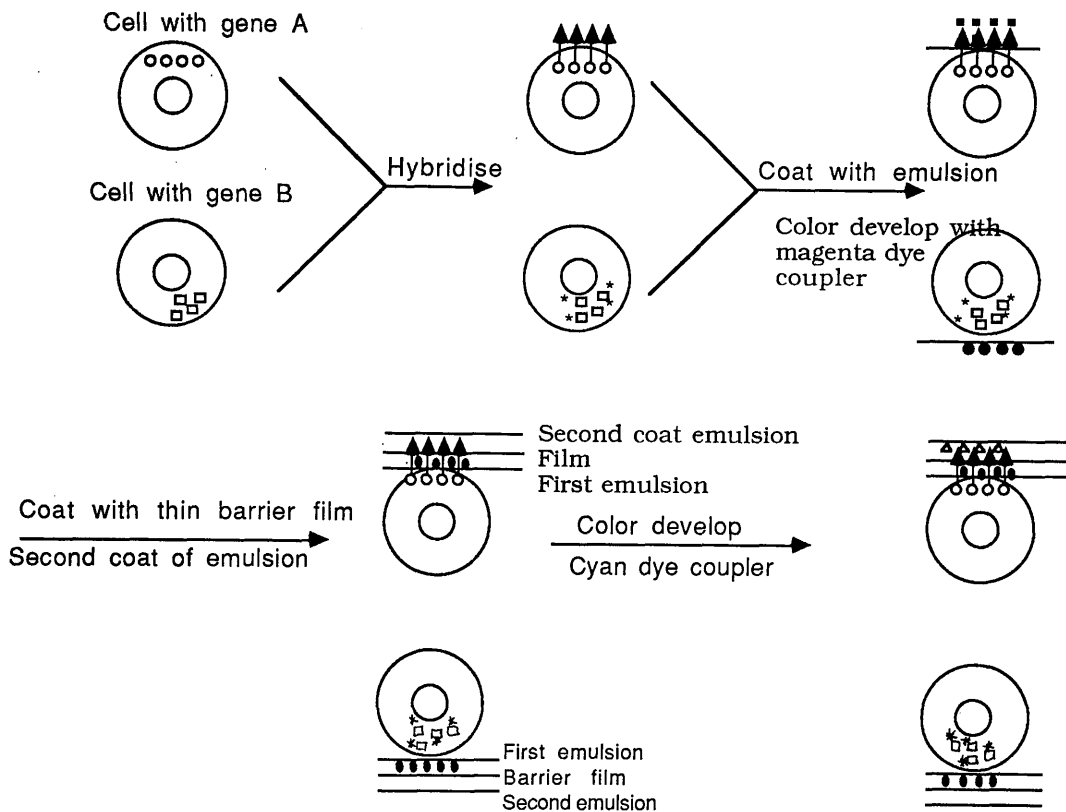 Cell with gene A
Cell with gene B
Hybridise
Coat with emulsion
Color develop with
magenta dye
coupler
Second coat emulsion
Film
First emulsion
Coat with thin barrier film
Second coat of emulsion
Color develop
Cyan dye coupler
First emulsion
Barrier film
Second emulsion